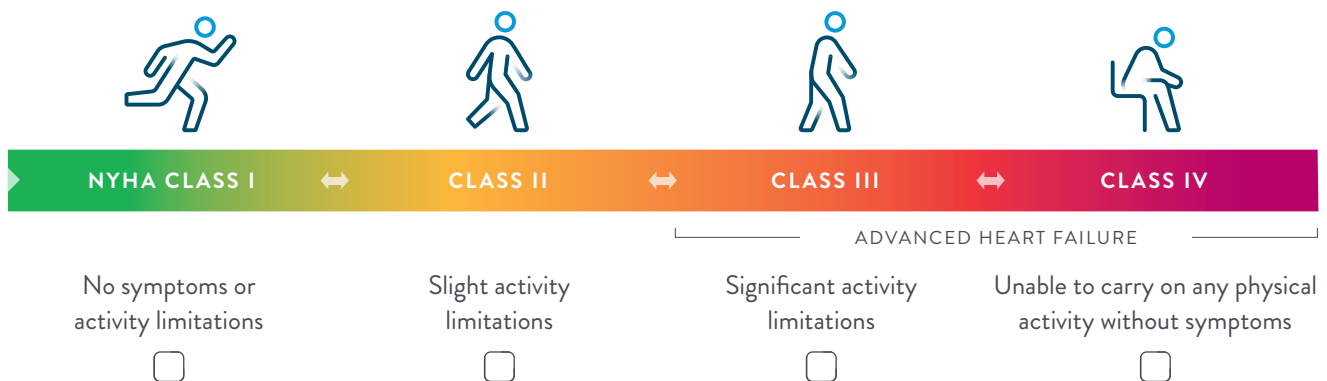 NYHA CLASS I
CLASS II
CLASS III
CLASS IV
ADVANCED HEART FAILURE
No symptoms or
activity limitations
Slight activity
limitations
Significant activity
limitations
Unable to carry on any physical
activity without symptoms